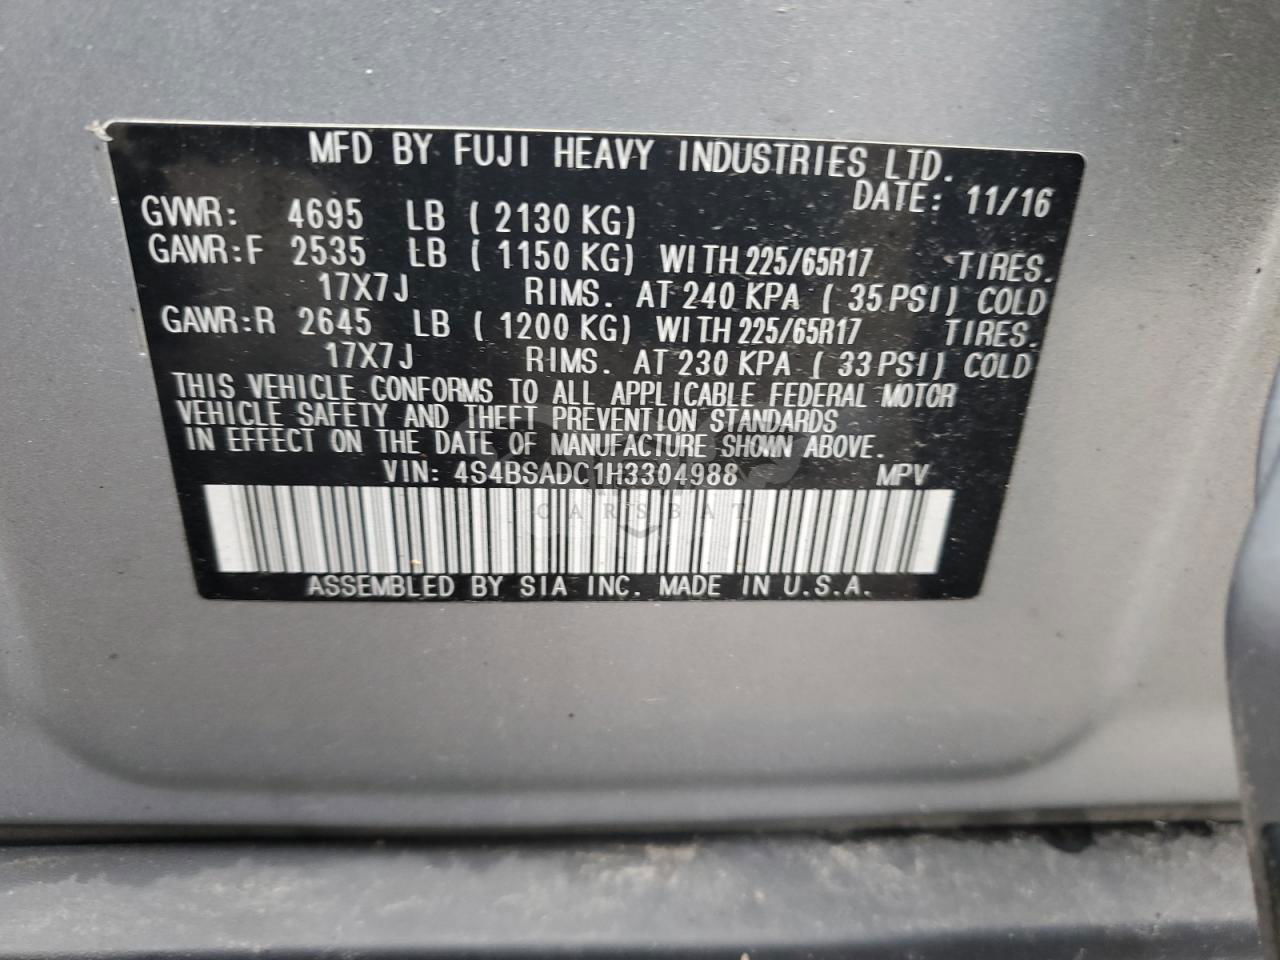 MFD BY FUJI HEAVY INDUSTRIES LTD.
DATE: 11/16
GVWR: 4695 LB ( 2130 KG)
GAWR:F 2535 LB ( 1150 KG) WITH 225/65R17 TIRES.
17X7J RIMS. AT 240 KPA ( 35 PSI) COLD
GAWR:R 2645 LB ( 1200 KG) WITH 225/65R17 TIRES.
17X7J RIMS. AT 230 KPA ( 33 PSI) COLD
THIS VEHICLE CONFORMS TO ALL APPLICABLE FEDERAL MOTOR
VEHICLE SAFETY AND THEFT PREVENTION STANDARDS
IN EFFECT ON THE DATE OF MANUFACTURE SHOWN ABOVE.
VIN: 4S4BSADC1H3304988 MPV
CARSBAT
ASSEMBLED BY SIA INC. MADE IN U.S.A.